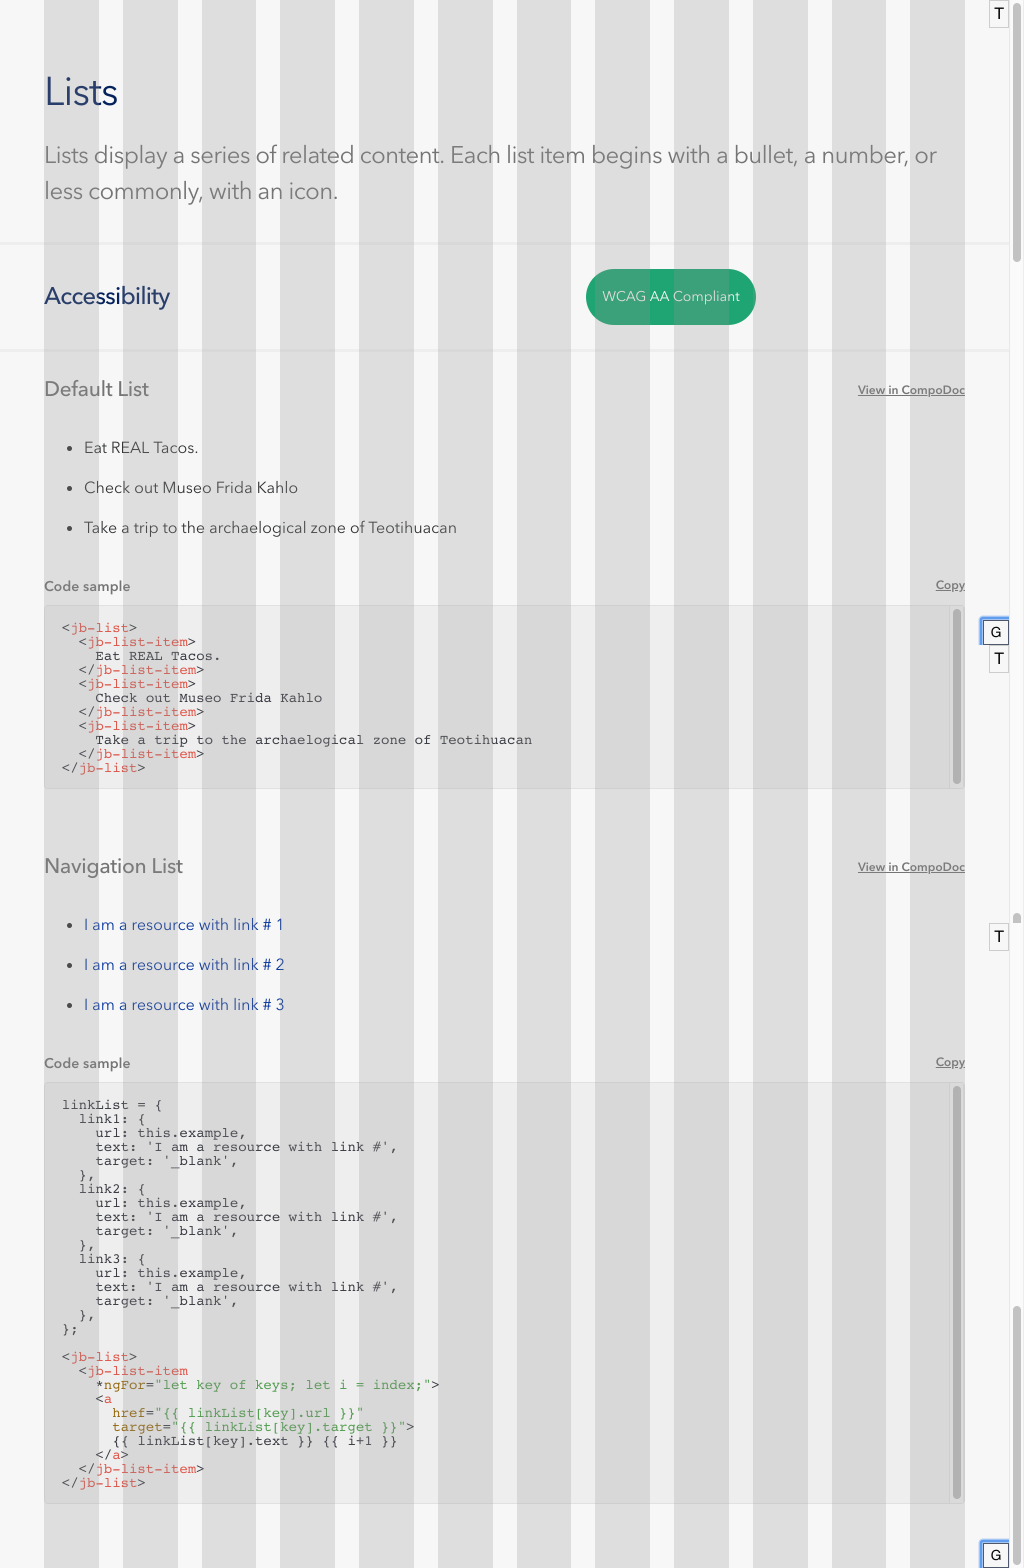 T
Lists
Lists display a series of related content. Each list item begins with a bullet, a number, or
less commonly, with an icon.
Accessibility
WCAG AA Compliant
Default List
View in CompoDoc
• Eat REAL Tacos.
• Check out Museo Frida Kahlo
• Take a trip to the archaelogical zone of Teotihuacan
Code sample
Copy
<jb-list>
  <jb-list-item>
    Eat REAL Tacos.
  </jb-list-item>
  <jb-list-item>
    Check out Museo Frida Kahlo
  </jb-list-item>
  <jb-list-item>
    Take a trip to the archaelogical zone of Teotihuacan
  </jb-list-item>
</jb-list>
G
T
Navigation List
View in CompoDoc
• I am a resource with link # 1
T
• I am a resource with link # 2
• I am a resource with link # 3
Code sample
Copy
linkList = {
  link1: {
    url: this.example,
    text: 'I am a resource with link #',
    target: '_blank',
  },
  link2: {
    url: this.example,
    text: 'I am a resource with link #',
    target: '_blank',
  },
  link3: {
    url: this.example,
    text: 'I am a resource with link #',
    target: '_blank',
  },
};
<jb-list>
  <jb-list-item
    *ngFor="let key of keys; let i = index;">
    <a
      href="{{ linkList[key].url }}"
      target="{{ linkList[key].target }}">
      {{ linkList[key].text }} {{ i+1 }}
    </a>
  </jb-list-item>
</jb-list>
G